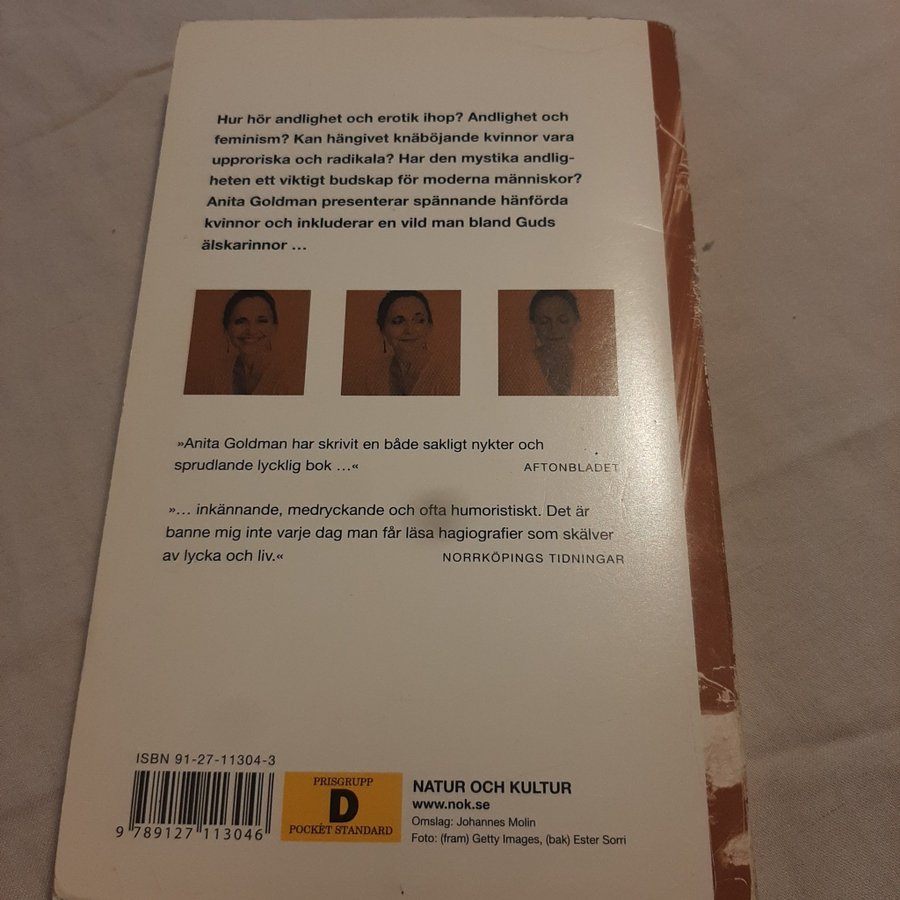 Hur hör andlighet och erotik ihop? Andlighet och
feminism? Kan hängivet knäböjande kvinnor vara
upproriska och radikala? Har den mystika andlig-
heten ett viktigt budskap för moderna människor?
Anita Goldman presenterar spännande hänförda
kvinnor och inkluderar en vild man bland Guds
älskarinnor ...
»Anita Goldman har skrivit en både sakligt nykter och
sprudlande lycklig bok ...«
AFTONBLADET
»... inkännande, medryckande och ofta humoristiskt. Det är
banne mig inte varje dag man får läsa hagiografier som skälver
av lycka och liv.«
NORRKÖPINGS TIDNINGAR
ISBN 91-27-11304-3
9 789127 113046
PRISGRUPP
D
POCKÉT STANDARD
NATUR OCH KULTUR
www.nok.se
Omslag: Johannes Molin
Foto: (fram) Getty Images, (bak) Ester Sorri